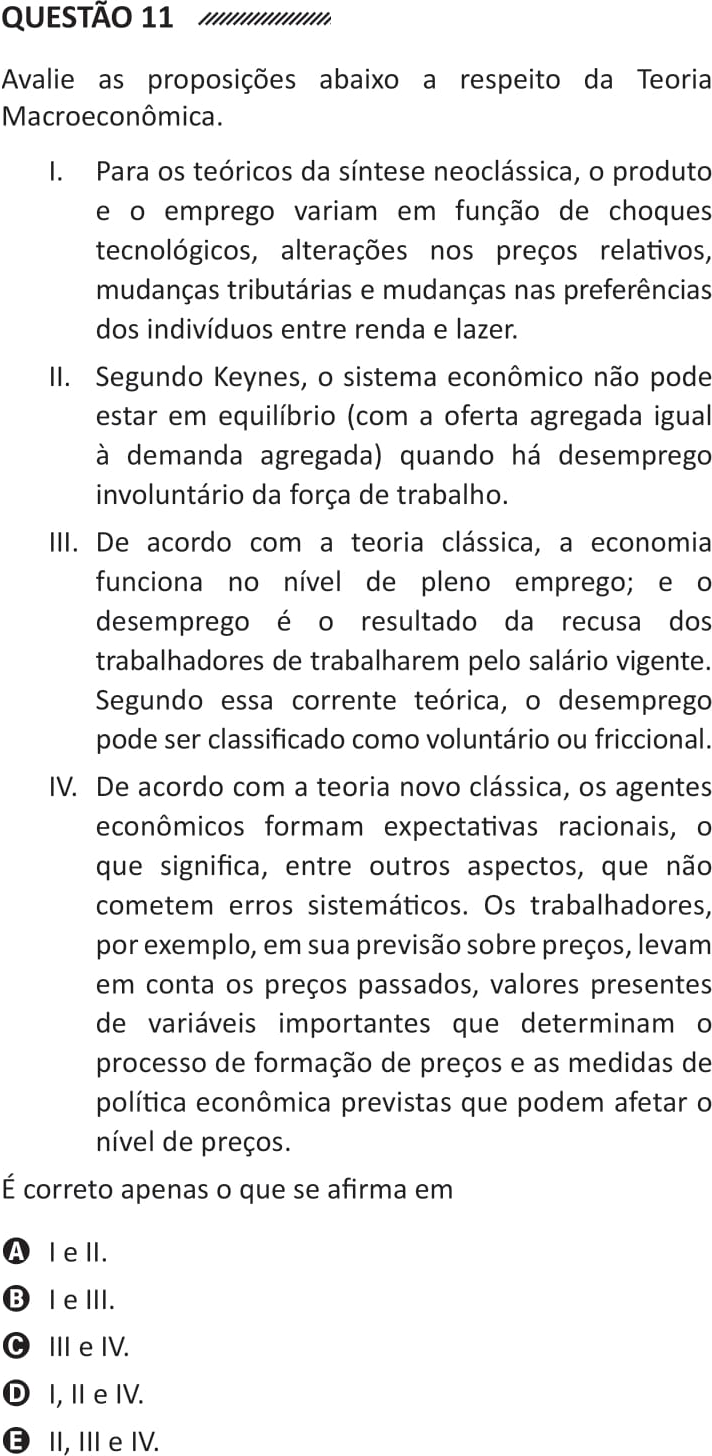 QUESTÃO 11
Avalie as proposições abaixo a respeito da Teoria
Macroeconômica.
I. Para os teóricos da síntese neoclássica, o produto
e o emprego variam em função de choques
tecnológicos, alterações nos preços relativos,
mudanças tributárias e mudanças nas preferências
dos indivíduos entre renda e lazer.
II. Segundo Keynes, o sistema econômico não pode
estar em equilíbrio (com a oferta agregada igual
à demanda agregada) quando há desemprego
involuntário da força de trabalho.
III. De acordo com a teoria clássica, a economia
funciona no nível de pleno emprego; e o
desemprego é o resultado da recusa dos
trabalhadores de trabalharem pelo salário vigente.
Segundo essa corrente teórica, o desemprego
pode ser classificado como voluntário ou friccional.
IV. De acordo com a teoria novo clássica, os agentes
econômicos formam expectativas racionais, o
que significa, entre outros aspectos, que não
cometem erros sistemáticos. Os trabalhadores,
por exemplo, em sua previsão sobre preços, levam
em conta os preços passados, valores presentes
de variáveis importantes que determinam o
processo de formação de preços e as medidas de
política econômica previstas que podem afetar o
nível de preços.
É correto apenas o que se afirma em
A I e II.
B I e III.
C III e IV.
D I, II e IV.
E II, III e IV.